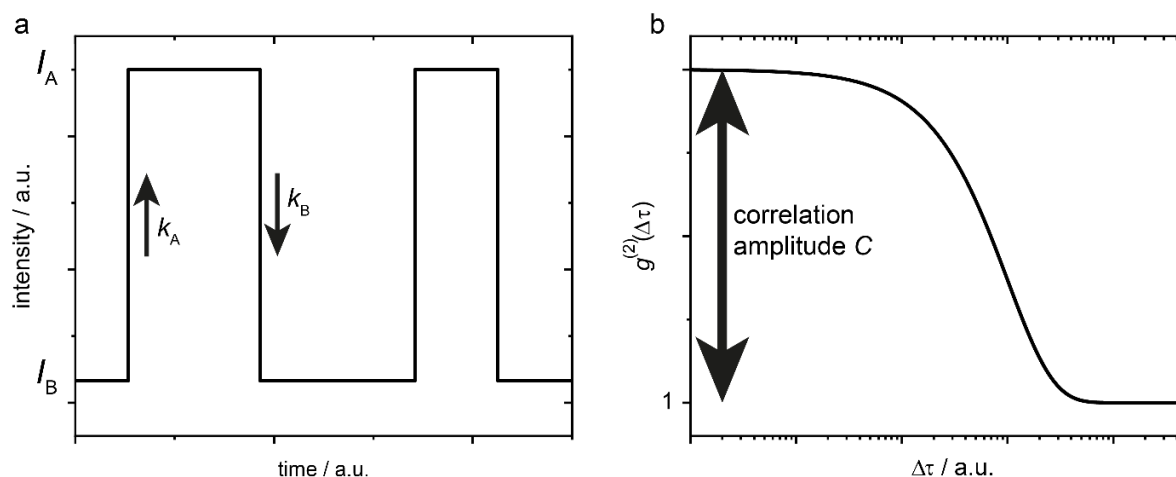 a
I_A
I_B
k_A
k_B
intensity / a.u.
time / a.u.
b
g^(2)(Δτ)
1
correlation
amplitude C
Δτ / a.u.